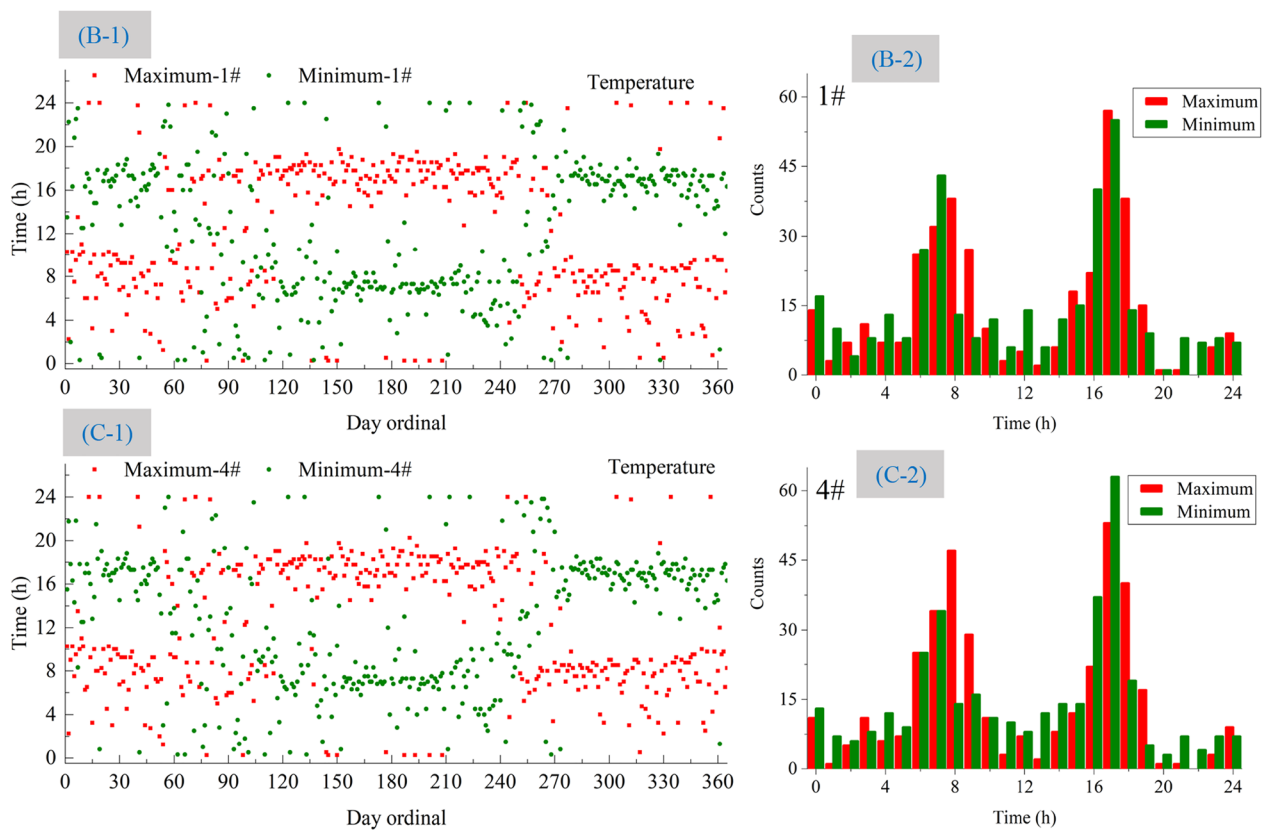 (B-1)
Maximum-1# Minimum-1#
Temperature
Time (h)
24
20
16
12
8
4
0
0 30 60 90 120 150 180 210 240 270 300 330 360
Day ordinal
(B-2)
1#
Maximum
Minimum
Counts
60
45
30
15
0
0 4 8 12 16 20 24
Time (h)
(C-1)
Maximum-4# Minimum-4#
Temperature
Time (h)
24
20
16
12
8
4
0
0 30 60 90 120 150 180 210 240 270 300 330 360
Day ordinal
(C-2)
4#
Maximum
Minimum
Counts
60
45
30
15
0
0 4 8 12 16 20 24
Time (h)